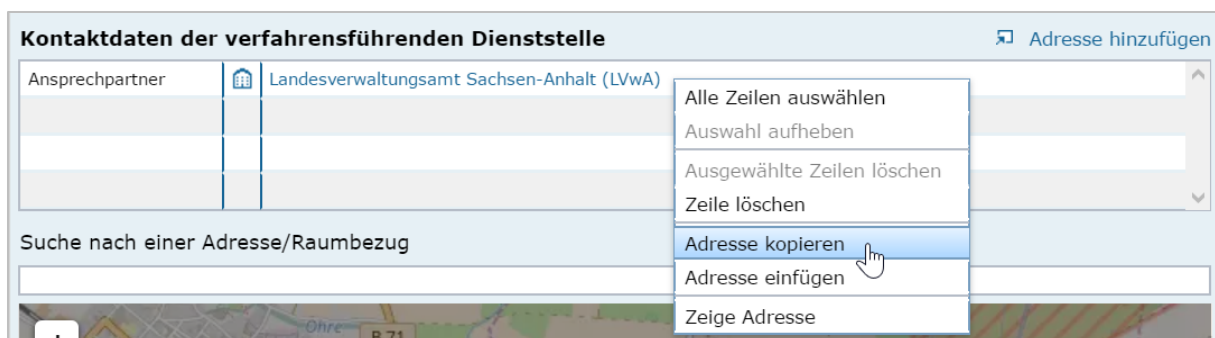 Kontaktdaten der verfahrensführenden Dienststelle
Adresse hinzufügen
Ansprechpartner
Landesverwaltungsamt Sachsen-Anhalt (LVwA)
Alle Zeilen auswählen
Auswahl aufheben
Ausgewählte Zeilen löschen
Zeile löschen
Adresse kopieren
Adresse einfügen
Zeige Adresse
Suche nach einer Adresse/Raumbezug
Ohre
B 71